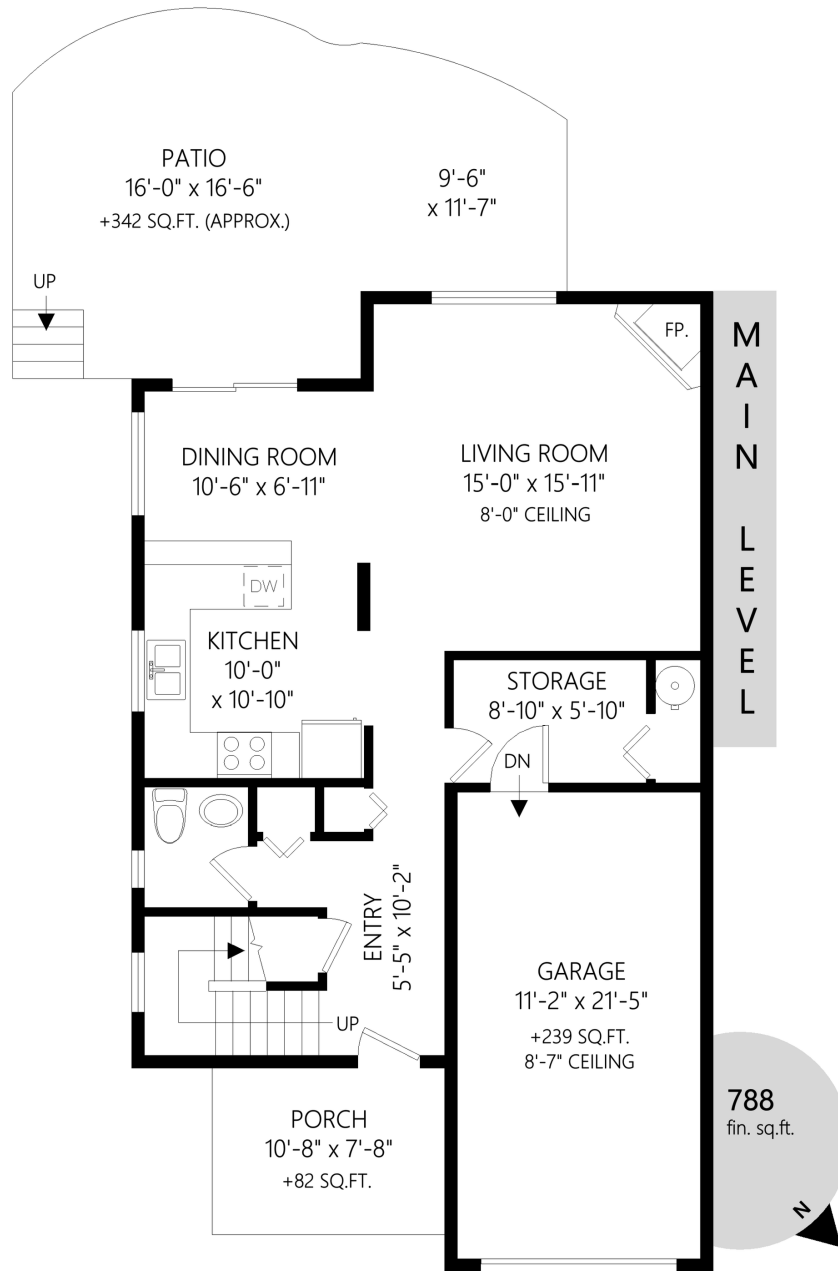 PATIO
16'-0" x 16'-6"
+342 SQ.FT. (APPROX.)
9'-6"
x 11'-7"
UP
FP.
MAIN LEVEL
DINING ROOM
10'-6" x 6'-11"
LIVING ROOM
15'-0" x 15'-11"
8'-0" CEILING
DW
KITCHEN
10'-0"
x 10'-10"
STORAGE
8'-10" x 5'-10"
DN
ENTRY
5'-5" x 10'-2"
UP
GARAGE
11'-2" x 21'-5"
+239 SQ.FT.
8'-7" CEILING
PORCH
10'-8" x 7'-8"
+82 SQ.FT.
788
fin. sq.ft.
N